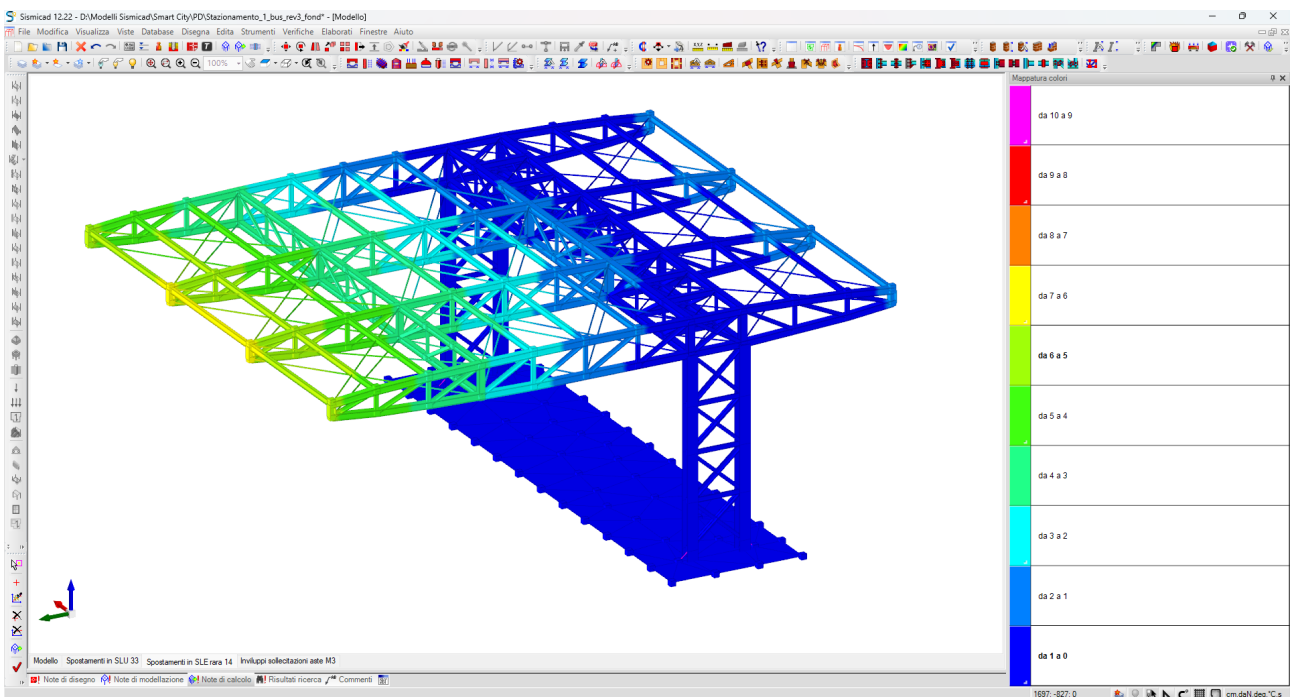 Sismicad 12.22 - D:\Modelli Sismicad\Smart City\PD\Stazionamento_1_bus_rev3_fond* - [Modello]
File Modifica Visualizza Viste Database Disegna Edita Strumenti Verifiche Elaborati Finestre Aiuto
100%
Mappatura colori
da 10 a 9
da 9 a 8
da 8 a 7
da 7 a 6
da 6 a 5
da 5 a 4
da 4 a 3
da 3 a 2
da 2 a 1
da 1 a 0
Modello Spostamenti in SLU 33 Spostamenti in SLE rara 14 Inviluppi sollecitazioni aste M3
Note di disegno Note di modellazione Note di calcolo Risultati ricerca Commenti
1697; -827; 0 cm.daN.deg.°C.s